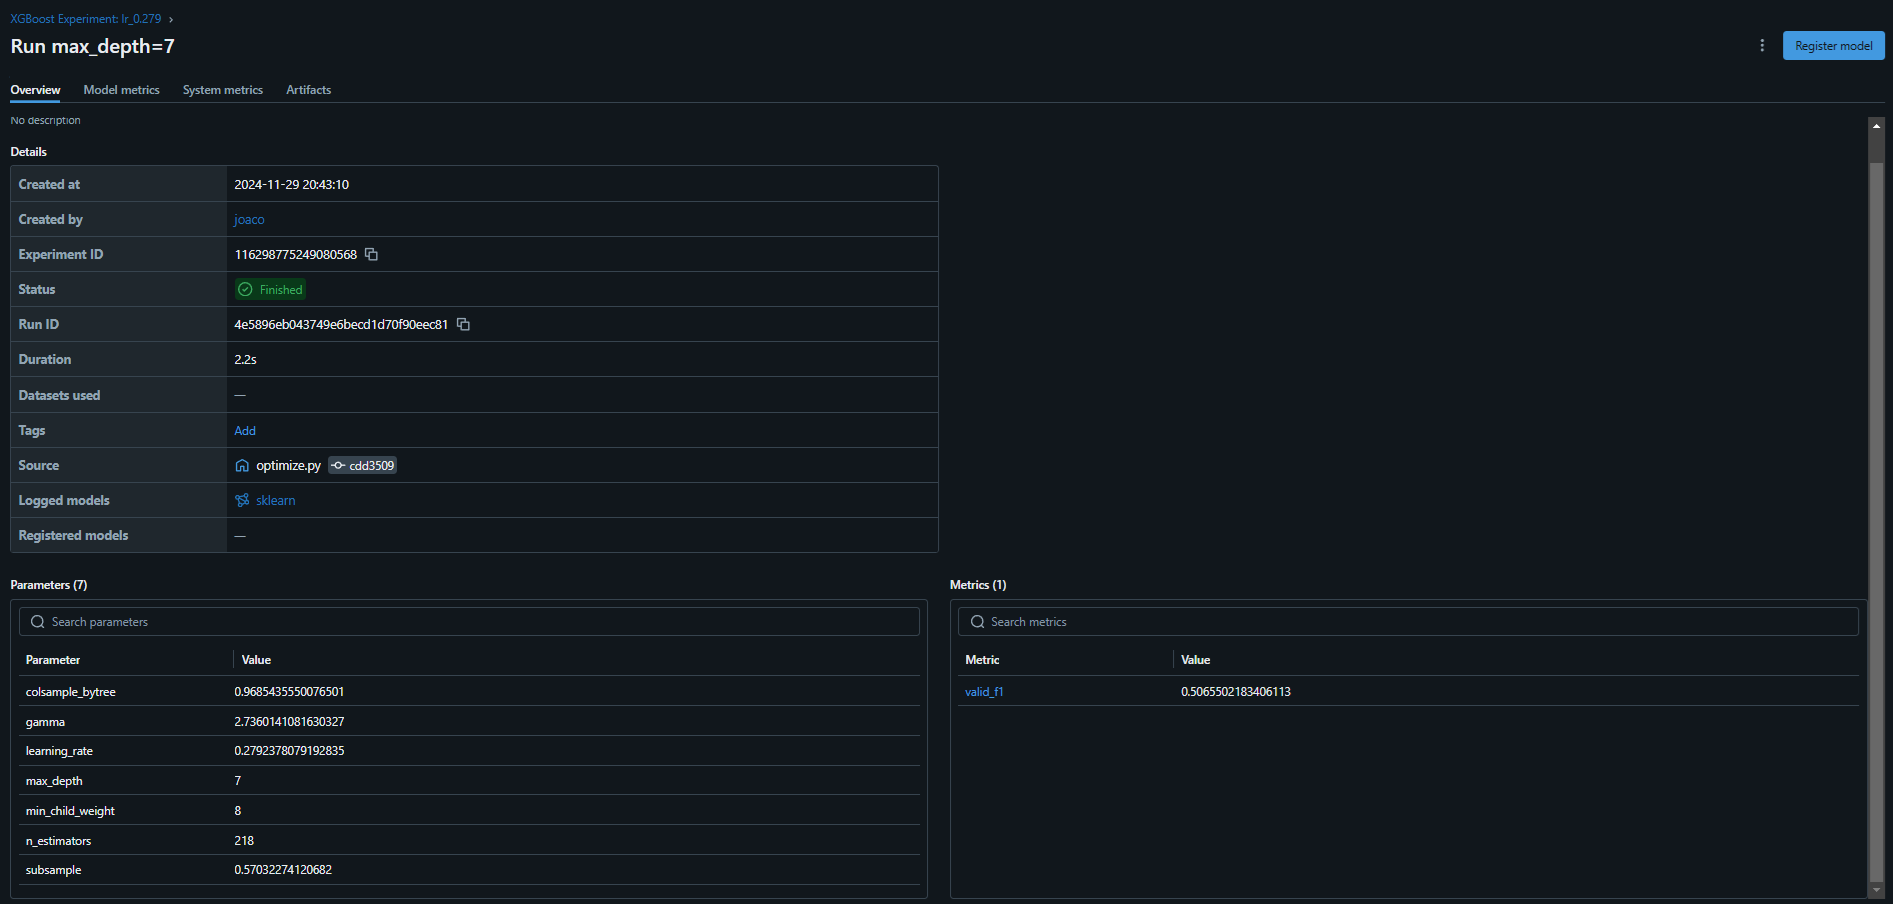 XGBoost Experiment: lr_0.279 ›
Run max_depth=7
Register model
Overview Model metrics System metrics Artifacts
No description
Details
Created at 2024-11-29 20:43:10
Created by joaco
Experiment ID 116298775249080568
Status Finished
Run ID 4e5896eb043749e6becd1d70f90eec81
Duration 2.2s
Datasets used —
Tags Add
Source optimize.py cdd3509
Logged models sklearn
Registered models —
Parameters (7)
Search parameters
Parameter Value
colsample_bytree 0.9685435550076501
gamma 2.7360141081630327
learning_rate 0.2792378079192835
max_depth 7
min_child_weight 8
n_estimators 218
subsample 0.57032274120682
Metrics (1)
Search metrics
Metric Value
valid_f1 0.5065502183406113